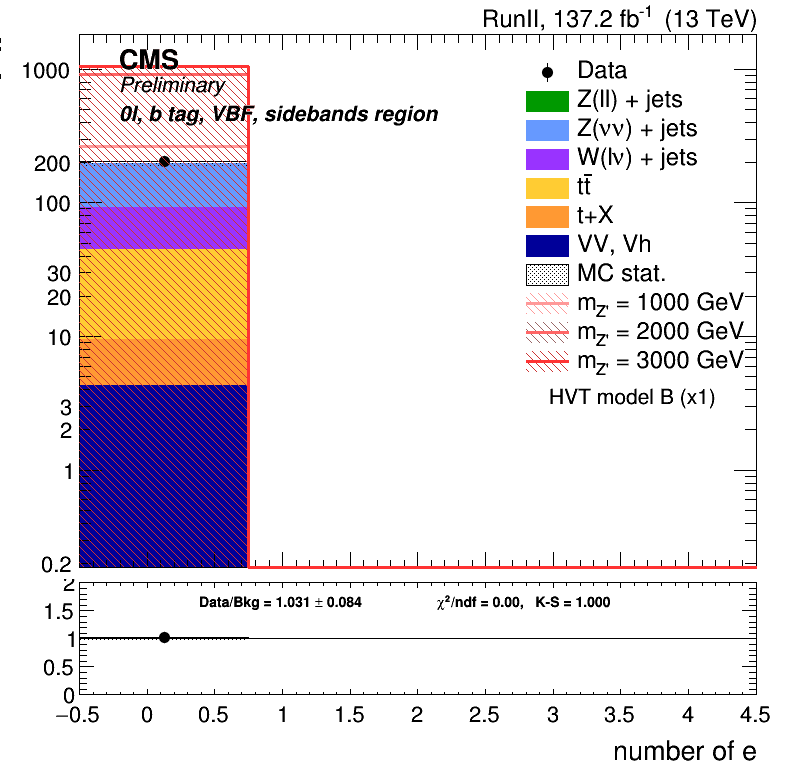 RunII, 137.2 fb-1 (13 TeV)
CMS
Preliminary
0l, b tag, VBF, sidebands region
Data
Z(ll) + jets
Z(νν) + jets
W(lν) + jets
tt̄
t+X
VV, Vh
MC stat.
mZ' = 1000 GeV
mZ' = 2000 GeV
mZ' = 3000 GeV
HVT model B (x1)
1000
200
100
30
20
10
3
2
1
0.2
Data/Bkg = 1.031 ± 0.084
χ²/ndf = 0.00, K-S = 1.000
2
1.5
1
0.5
0
−0.5 0 0.5 1 1.5 2 2.5 3 3.5 4 4.5
number of e